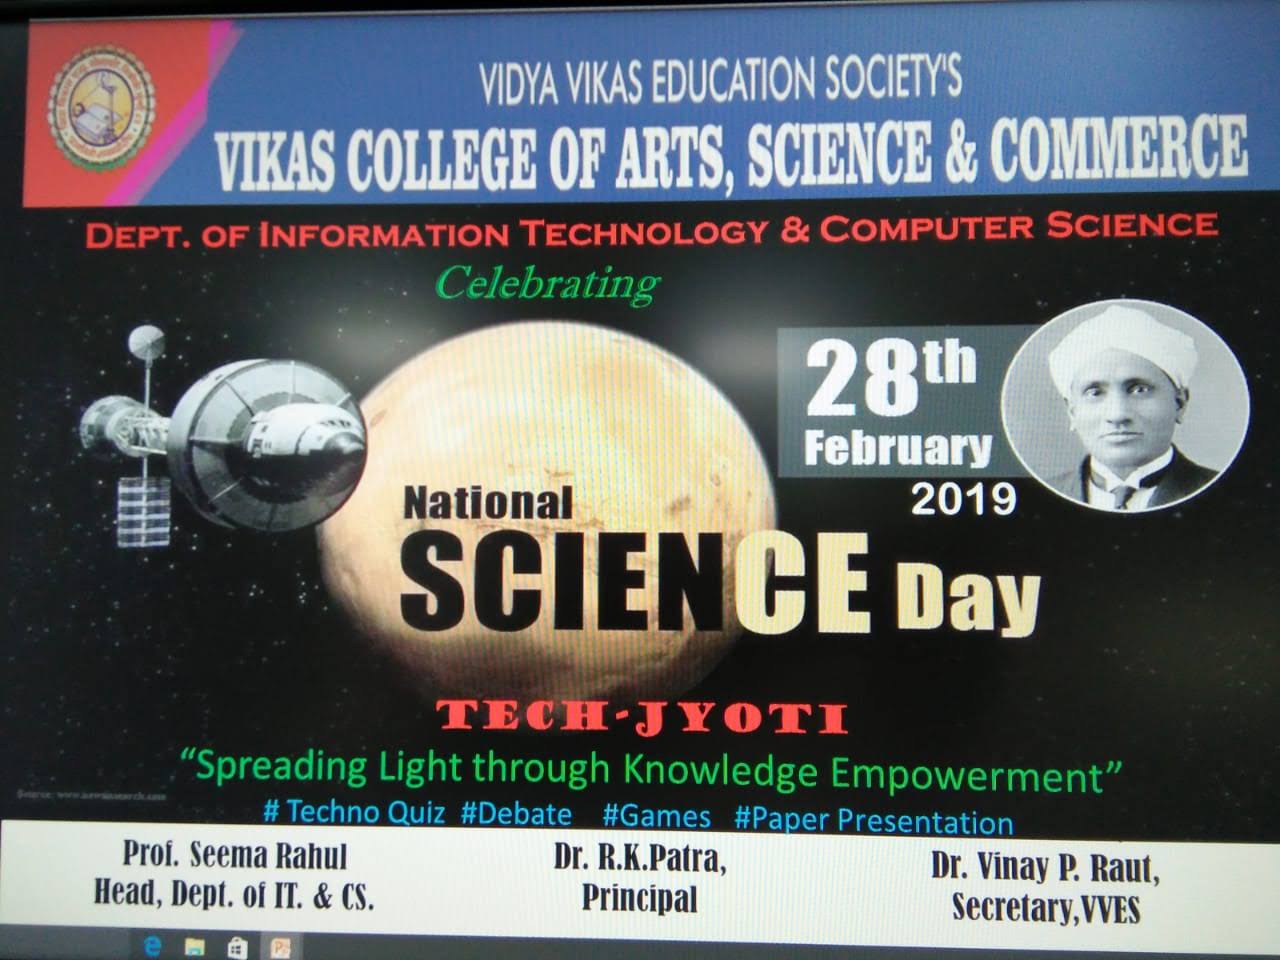 VIDYA VIKAS EDUCATION SOCIETY'S
VIKAS COLLEGE OF ARTS, SCIENCE & COMMERCE
DEPT. OF INFORMATION TECHNOLOGY & COMPUTER SCIENCE
Celebrating
28th
February
2019
National
SCIENCE Day
TECH-JYOTI
“Spreading Light through Knowledge Empowerment”
# Techno Quiz #Debate #Games #Paper Presentation
Prof. Seema Rahul
Head, Dept. of IT. & CS.
Dr. R.K.Patra,
Principal
Dr. Vinay P. Raut,
Secretary,VVES